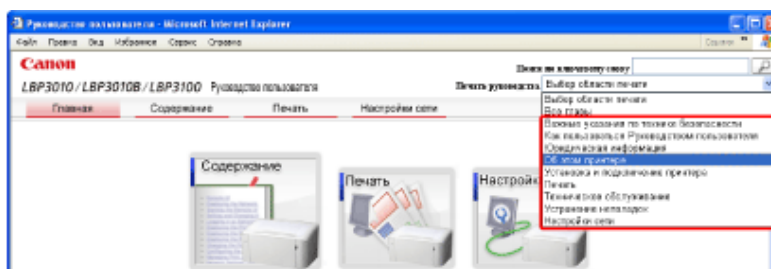 Руководство пользователя - Microsoft Internet Explorer
Файл Правка Вид Избранное Сервис Справка
Ссылки
Canon
Поиск по ключевому слову
LBP3010/LBP3010B/LBP3100 Руководство пользователя
Печать руководства Выбор области печати
Главная Содержание Печать Настройки сети
Выбор области печати
Все главы
Важные указания по технике безопасности
Как пользоваться Руководством пользователя
Юридическая информация
Об этом принтере
Установка и подключение принтера
Печать
Техническое обслуживание
Устранение неполадок
Настройки сети
Содержание
Печать
Настройк